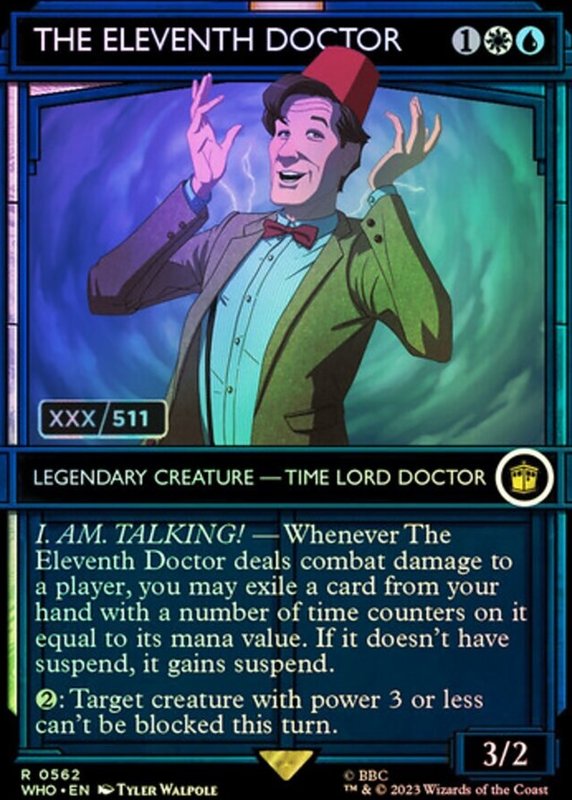 THE ELEVENTH DOCTOR 1
XXX/511
LEGENDARY CREATURE — TIME LORD DOCTOR
I. AM. TALKING! — Whenever The
Eleventh Doctor deals combat damage to
a player, you may exile a card from your
hand with a number of time counters on it
equal to its mana value. If it doesn't have
suspend, it gains suspend.
2: Target creature with power 3 or less
can't be blocked this turn.
3/2
R 0562
WHO • EN TYLER WALPOLE
© BBC
™ & © 2023 Wizards of the Coast